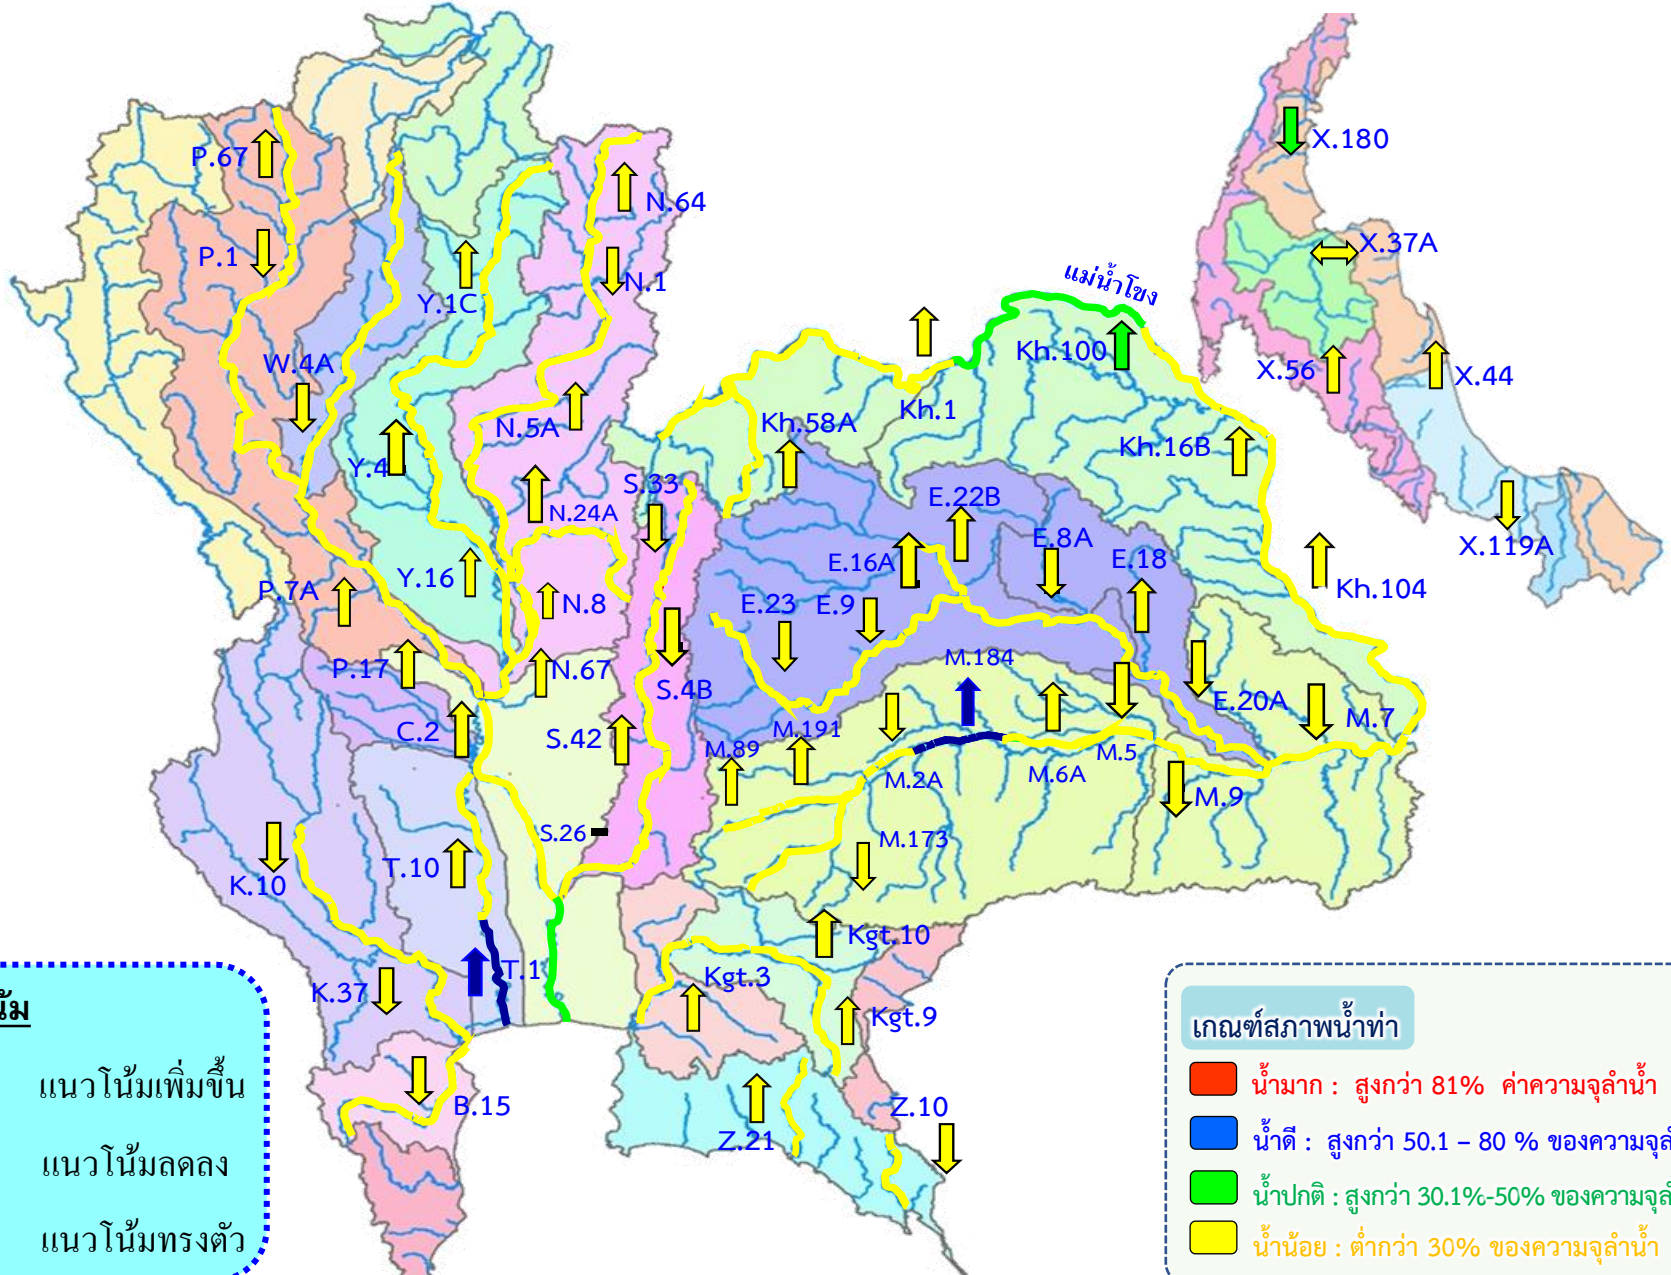 P.67
P.1
W.4A
Y.1C
N.64
N.1
N.5A
Y.4
N.24A
Y.16
N.8
P.7A
P.17
N.67
C.2
S.33
S.4B
S.42
S.26
T.10
T.1
K.10
K.37
B.15
แม่น้ำโขง
Kh.100
Kh.1
Kh.58A
Kh.16B
Kh.104
E.22B
E.16A
E.8A
E.18
E.23
E.9
E.20A
M.184
M.191
M.89
M.2A
M.6A
M.5
M.7
M.9
M.173
Kgt.10
Kgt.3
Kgt.9
Z.21
Z.10
X.180
X.37A
X.56
X.44
X.119A
แนวโน้มเพิ่มขึ้น
แนวโน้มลดลง
แนวโน้มทรงตัว
เกณฑ์สภาพน้ำท่า
น้ำมาก : สูงกว่า 81% ค่าความจุลำน้ำ
น้ำดี : สูงกว่า 50.1 – 80 % ของความจุลำ
น้ำปกติ : สูงกว่า 30.1%-50% ของความจุลำ
น้ำน้อย : ต่ำกว่า 30% ของความจุลำน้ำ